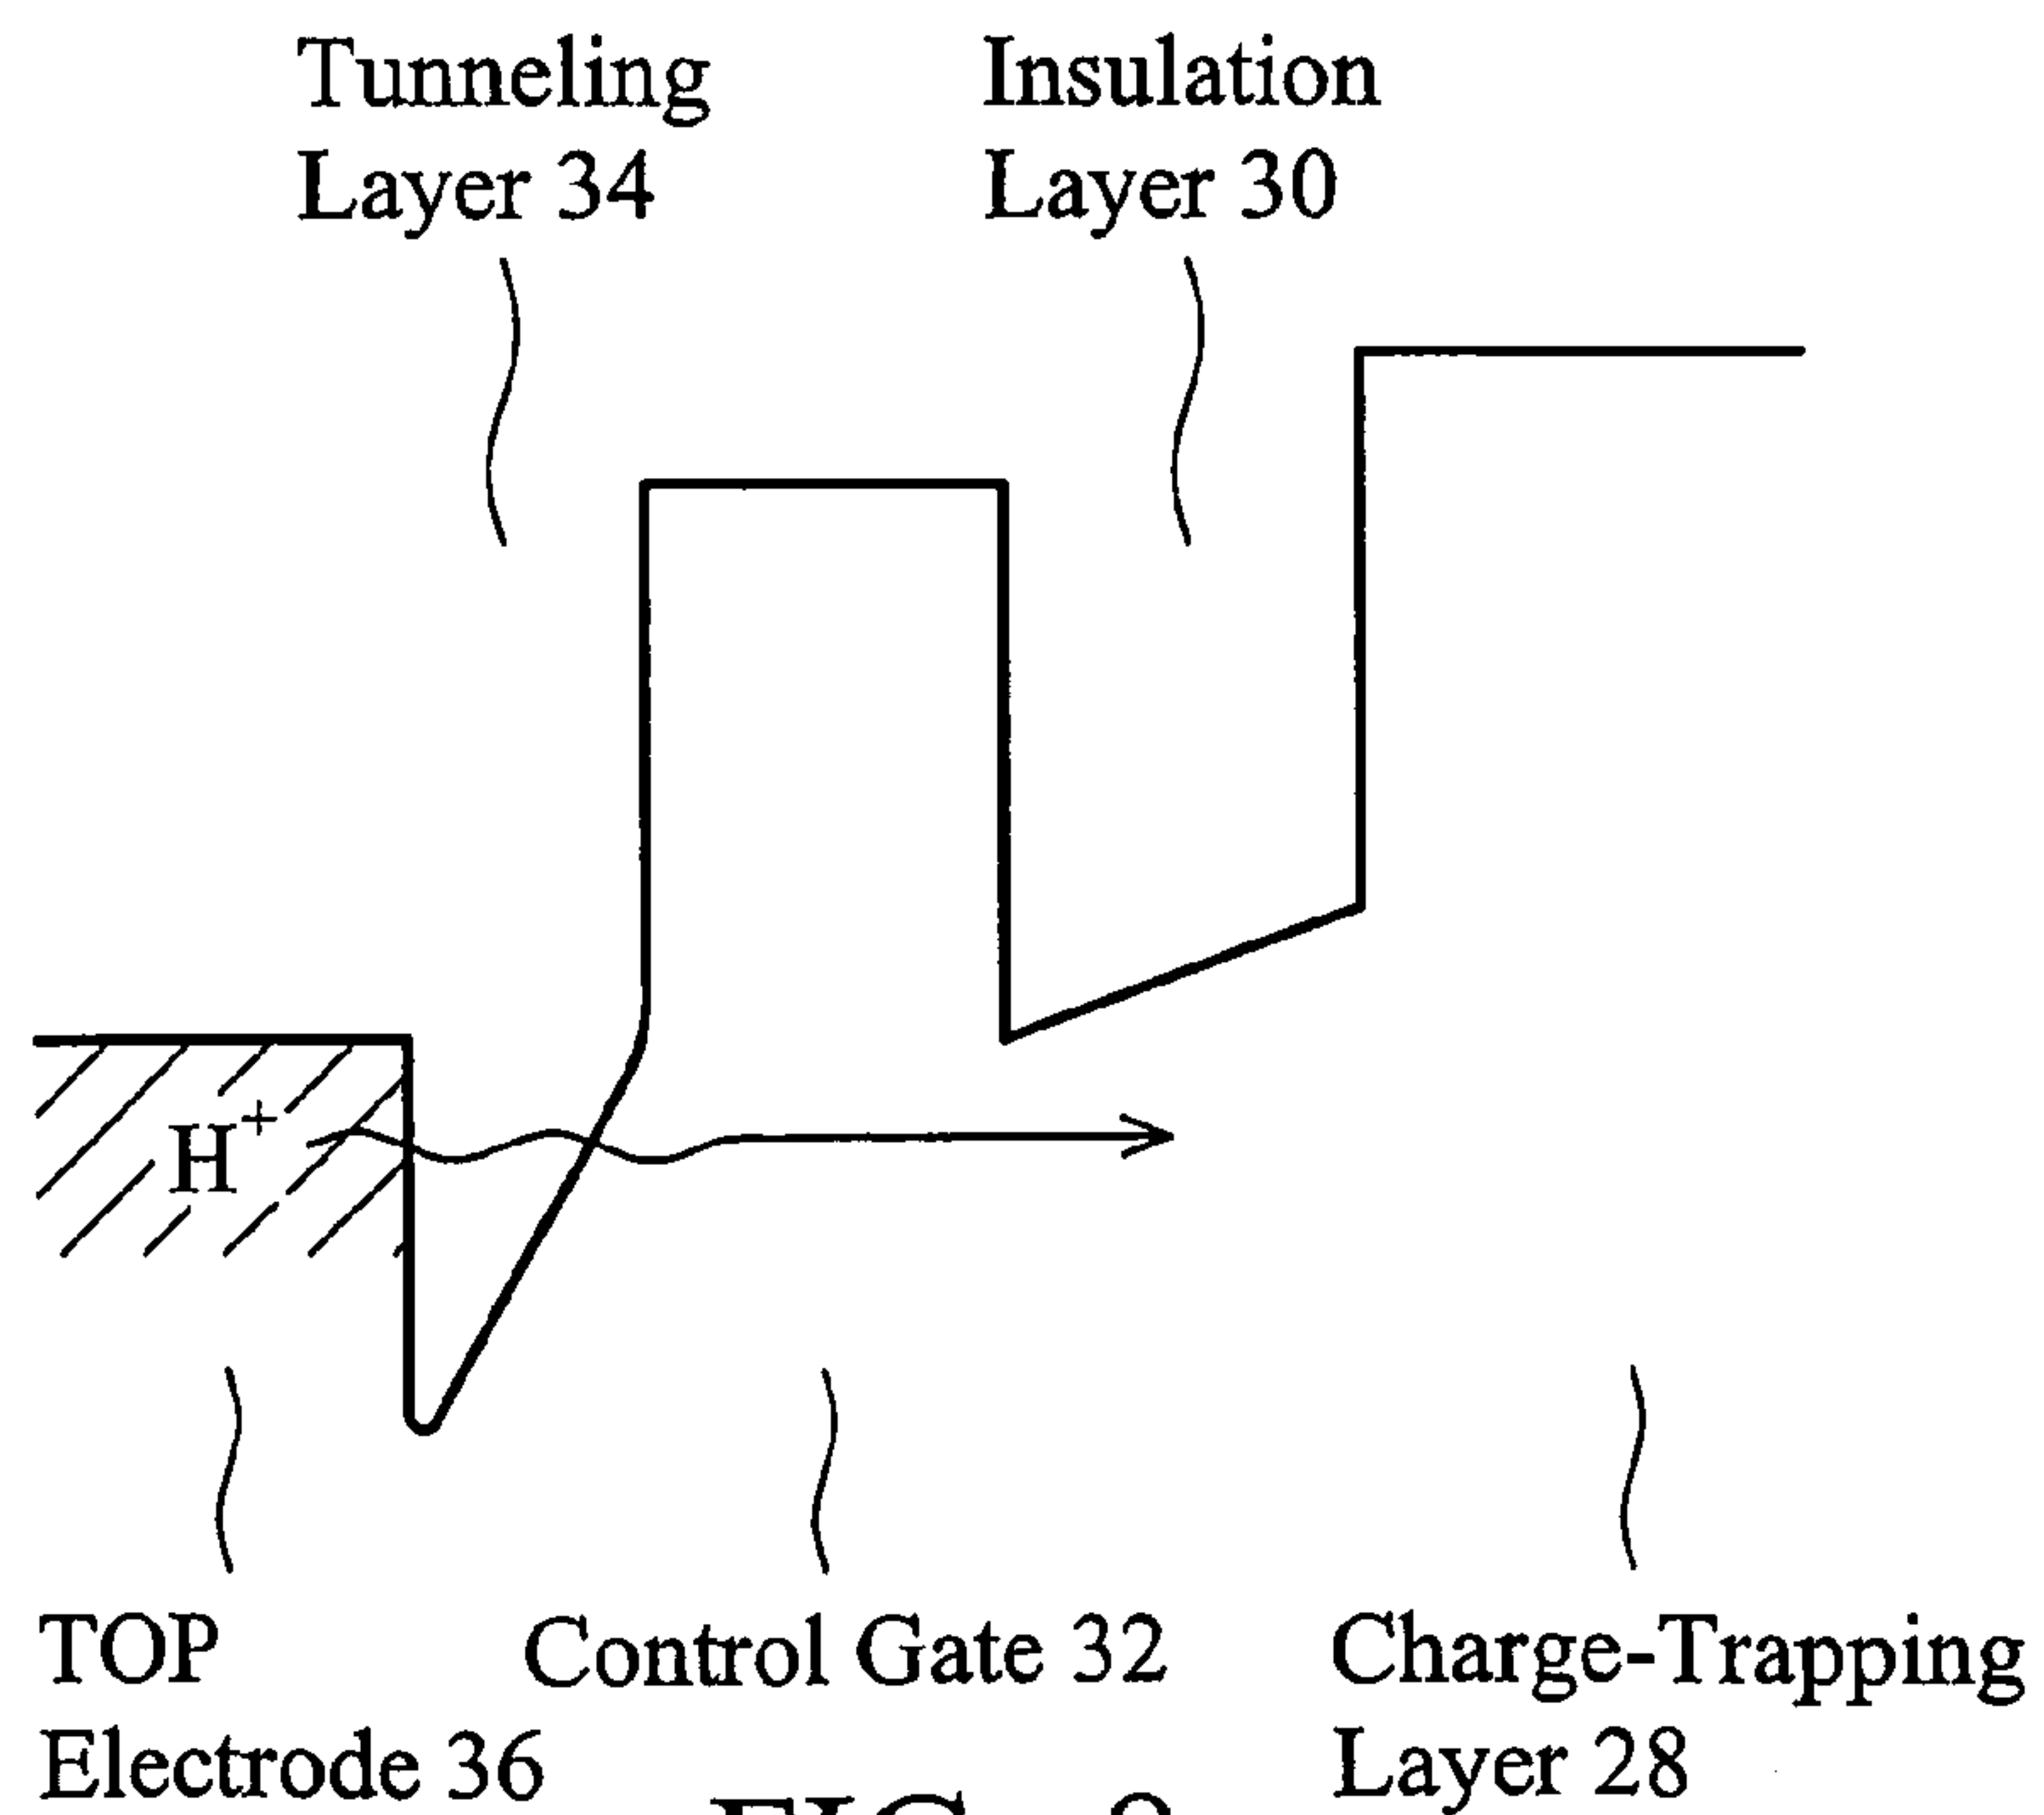 Tunneling
Layer 34
Insulation
Layer 30
H+
TOP
Electrode 36
Control Gate 32
Charge-Trapping
Layer 28